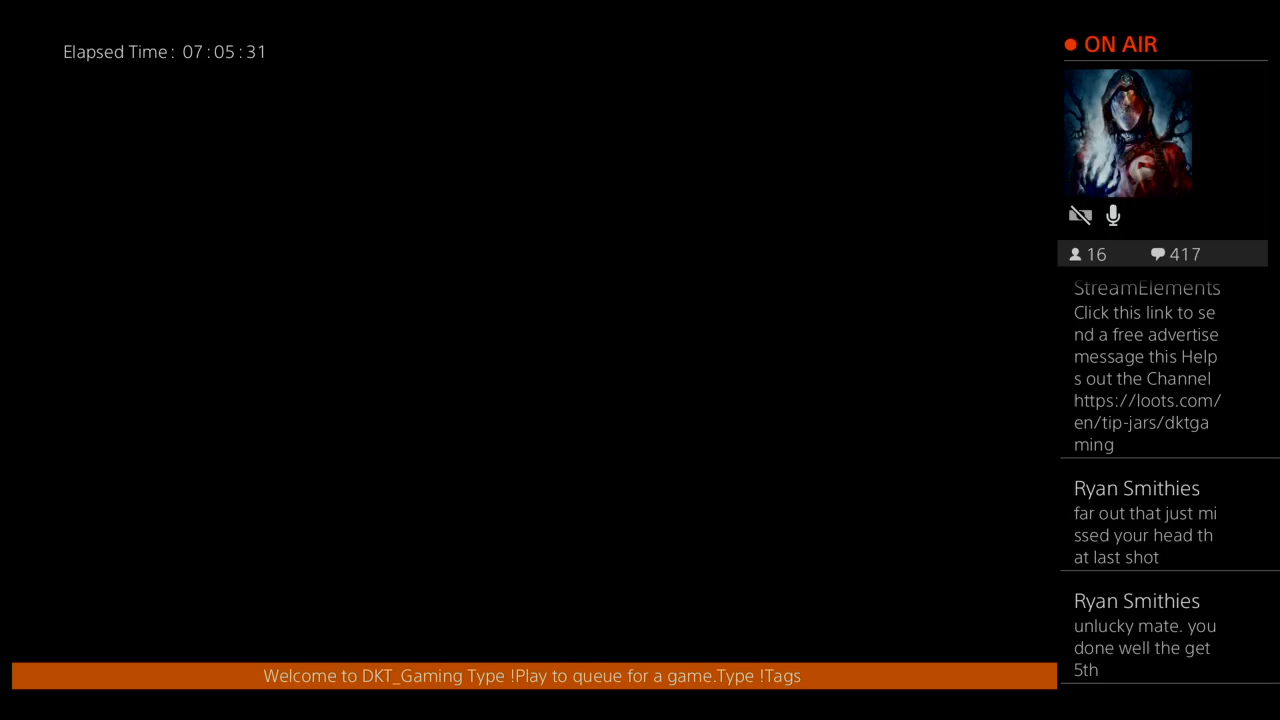 Elapsed Time: 07:05:31
ON AIR
16 417
StreamElements
Click this link to se
nd a free advertise
message this Help
s out the Channel
https://loots.com/
en/tip-jars/dktga
ming
Ryan Smithies
far out that just mi
ssed your head th
at last shot
Ryan Smithies
unlucky mate. you
done well the get
5th
Welcome to DKT_Gaming Type !Play to queue for a game.Type !Tags